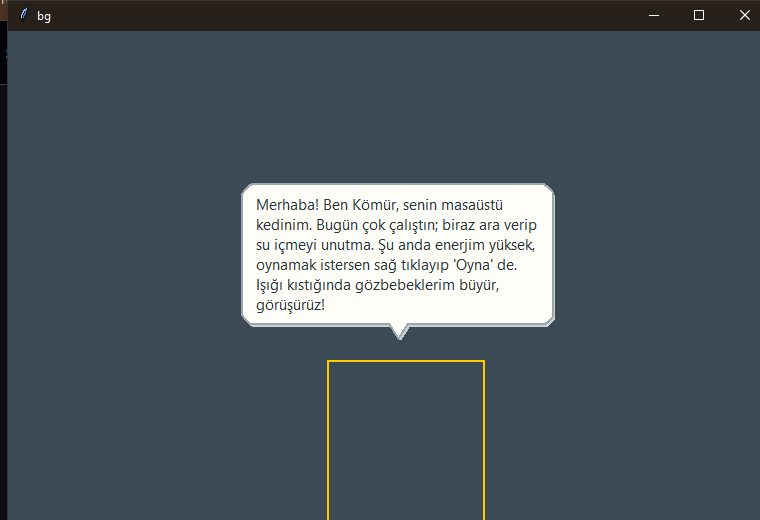 bg
Merhaba! Ben Kömür, senin masaüstü
kedinim. Bugün çok çalıştın; biraz ara verip
su içmeyi unutma. Şu anda enerjim yüksek,
oynamak istersen sağ tıklayıp 'Oyna' de.
Işığı kıstığında gözbebeklerim büyür,
görüşürüz!